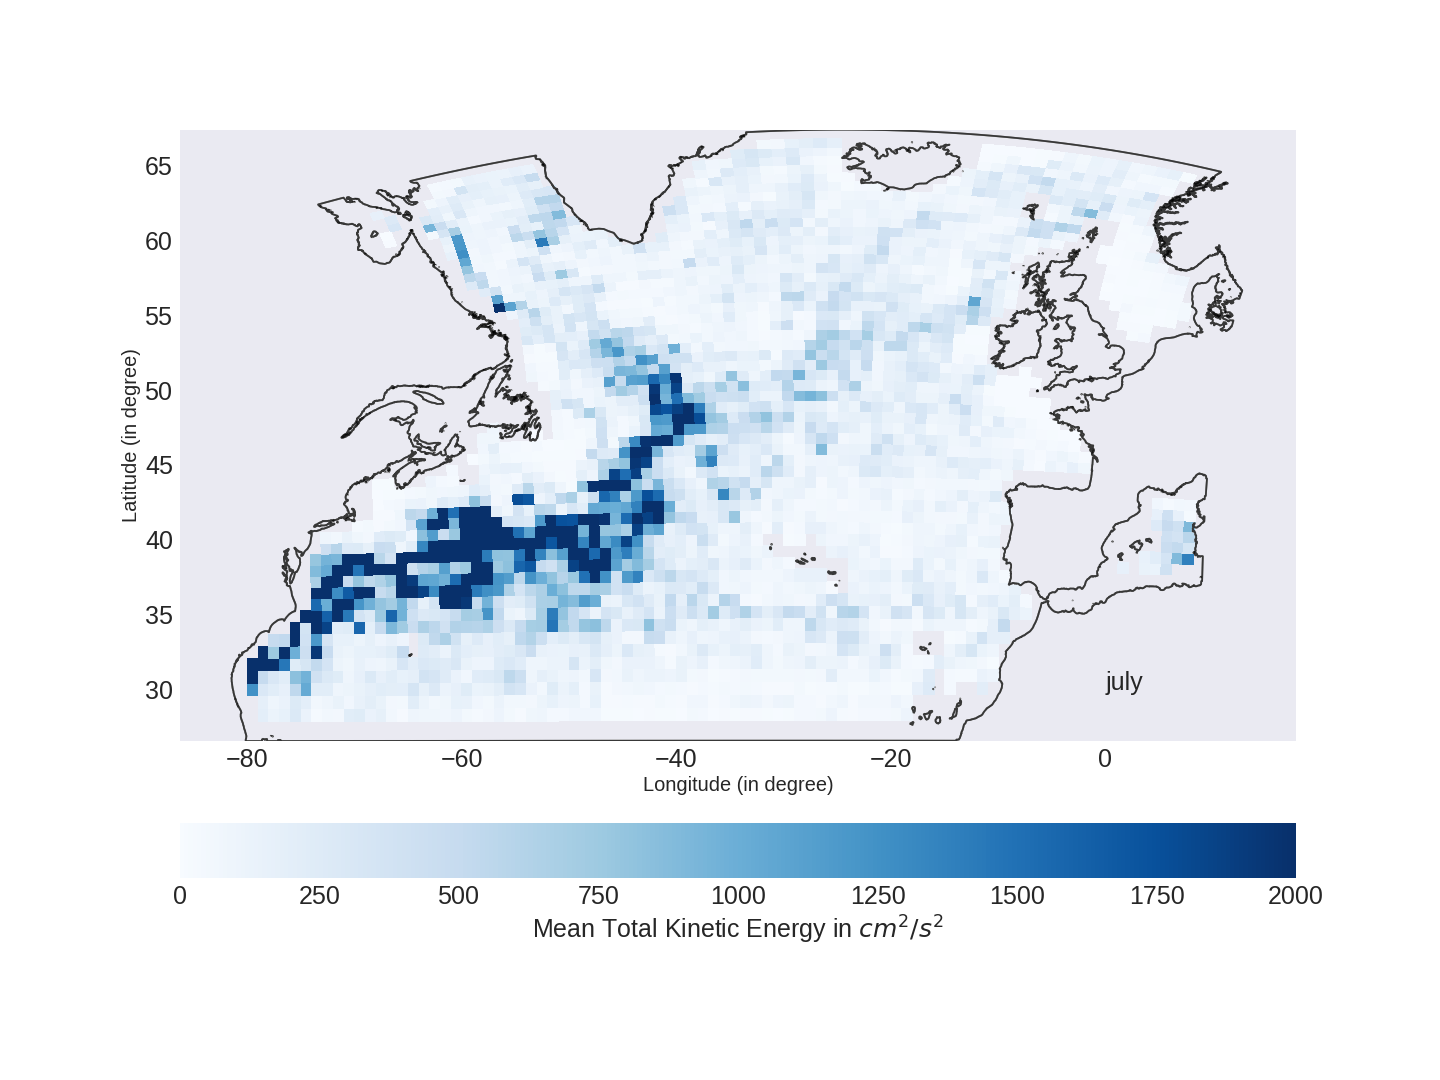 65
60
55
50
45
40
35
30
Latitude (in degree)
july
−80 −60 −40 −20 0
Longitude (in degree)
0 250 500 750 1000 1250 1500 1750 2000
Mean Total Kinetic Energy in cm²/s²